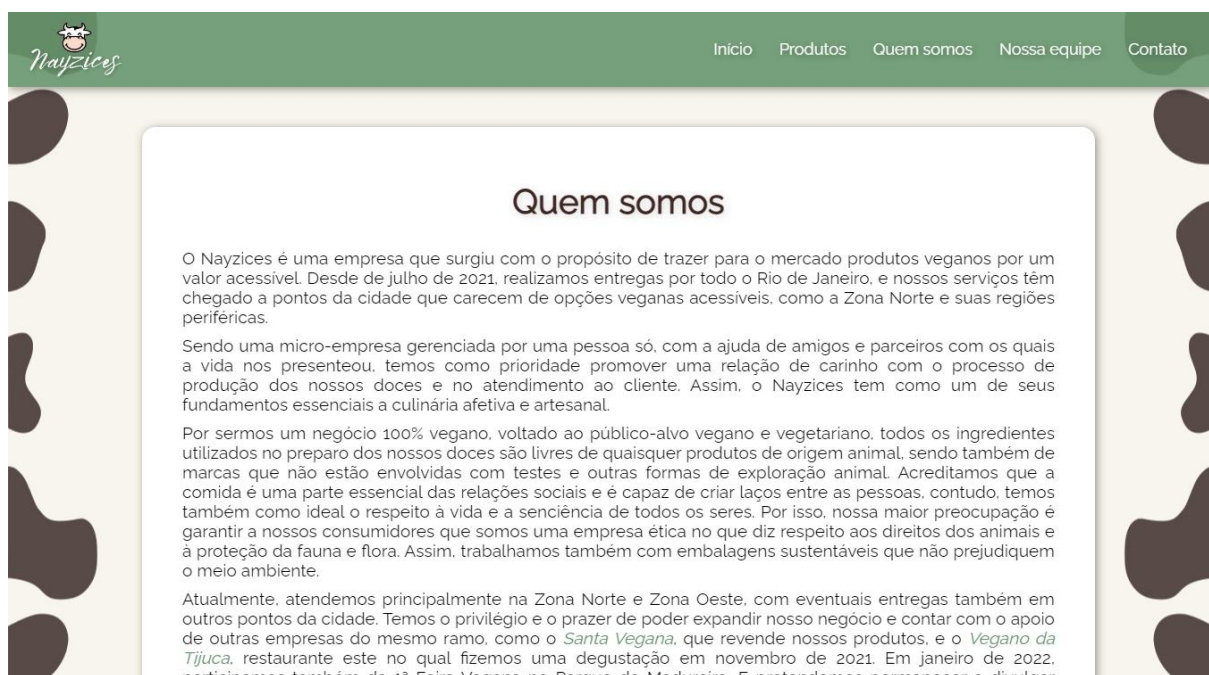 Nayzices
Início Produtos Quem somos Nossa equipe Contato
Quem somos
O Nayzices é uma empresa que surgiu com o propósito de trazer para o mercado produtos veganos por um
valor acessível. Desde de julho de 2021, realizamos entregas por todo o Rio de Janeiro, e nossos serviços têm
chegado a pontos da cidade que carecem de opções veganas acessíveis, como a Zona Norte e suas regiões
periféricas.
Sendo uma micro-empresa gerenciada por uma pessoa só, com a ajuda de amigos e parceiros com os quais
a vida nos presenteou, temos como prioridade promover uma relação de carinho com o processo de
produção dos nossos doces e no atendimento ao cliente. Assim, o Nayzices tem como um de seus
fundamentos essenciais a culinária afetiva e artesanal.
Por sermos um negócio 100% vegano, voltado ao público-alvo vegano e vegetariano, todos os ingredientes
utilizados no preparo dos nossos doces são livres de quaisquer produtos de origem animal, sendo também de
marcas que não estão envolvidas com testes e outras formas de exploração animal. Acreditamos que a
comida é uma parte essencial das relações sociais e é capaz de criar laços entre as pessoas, contudo, temos
também como ideal o respeito à vida e a senciência de todos os seres. Por isso, nossa maior preocupação é
garantir a nossos consumidores que somos uma empresa ética no que diz respeito aos direitos dos animais e
à proteção da fauna e flora. Assim, trabalhamos também com embalagens sustentáveis que não prejudiquem
o meio ambiente.
Atualmente, atendemos principalmente na Zona Norte e Zona Oeste, com eventuais entregas também em
outros pontos da cidade. Temos o privilégio e o prazer de poder expandir nosso negócio e contar com o apoio
de outras empresas do mesmo ramo, como o Santa Vegana, que revende nossos produtos, e o Vegano da
Tijuca, restaurante este no qual fizemos uma degustação em novembro de 2021. Em janeiro de 2022,